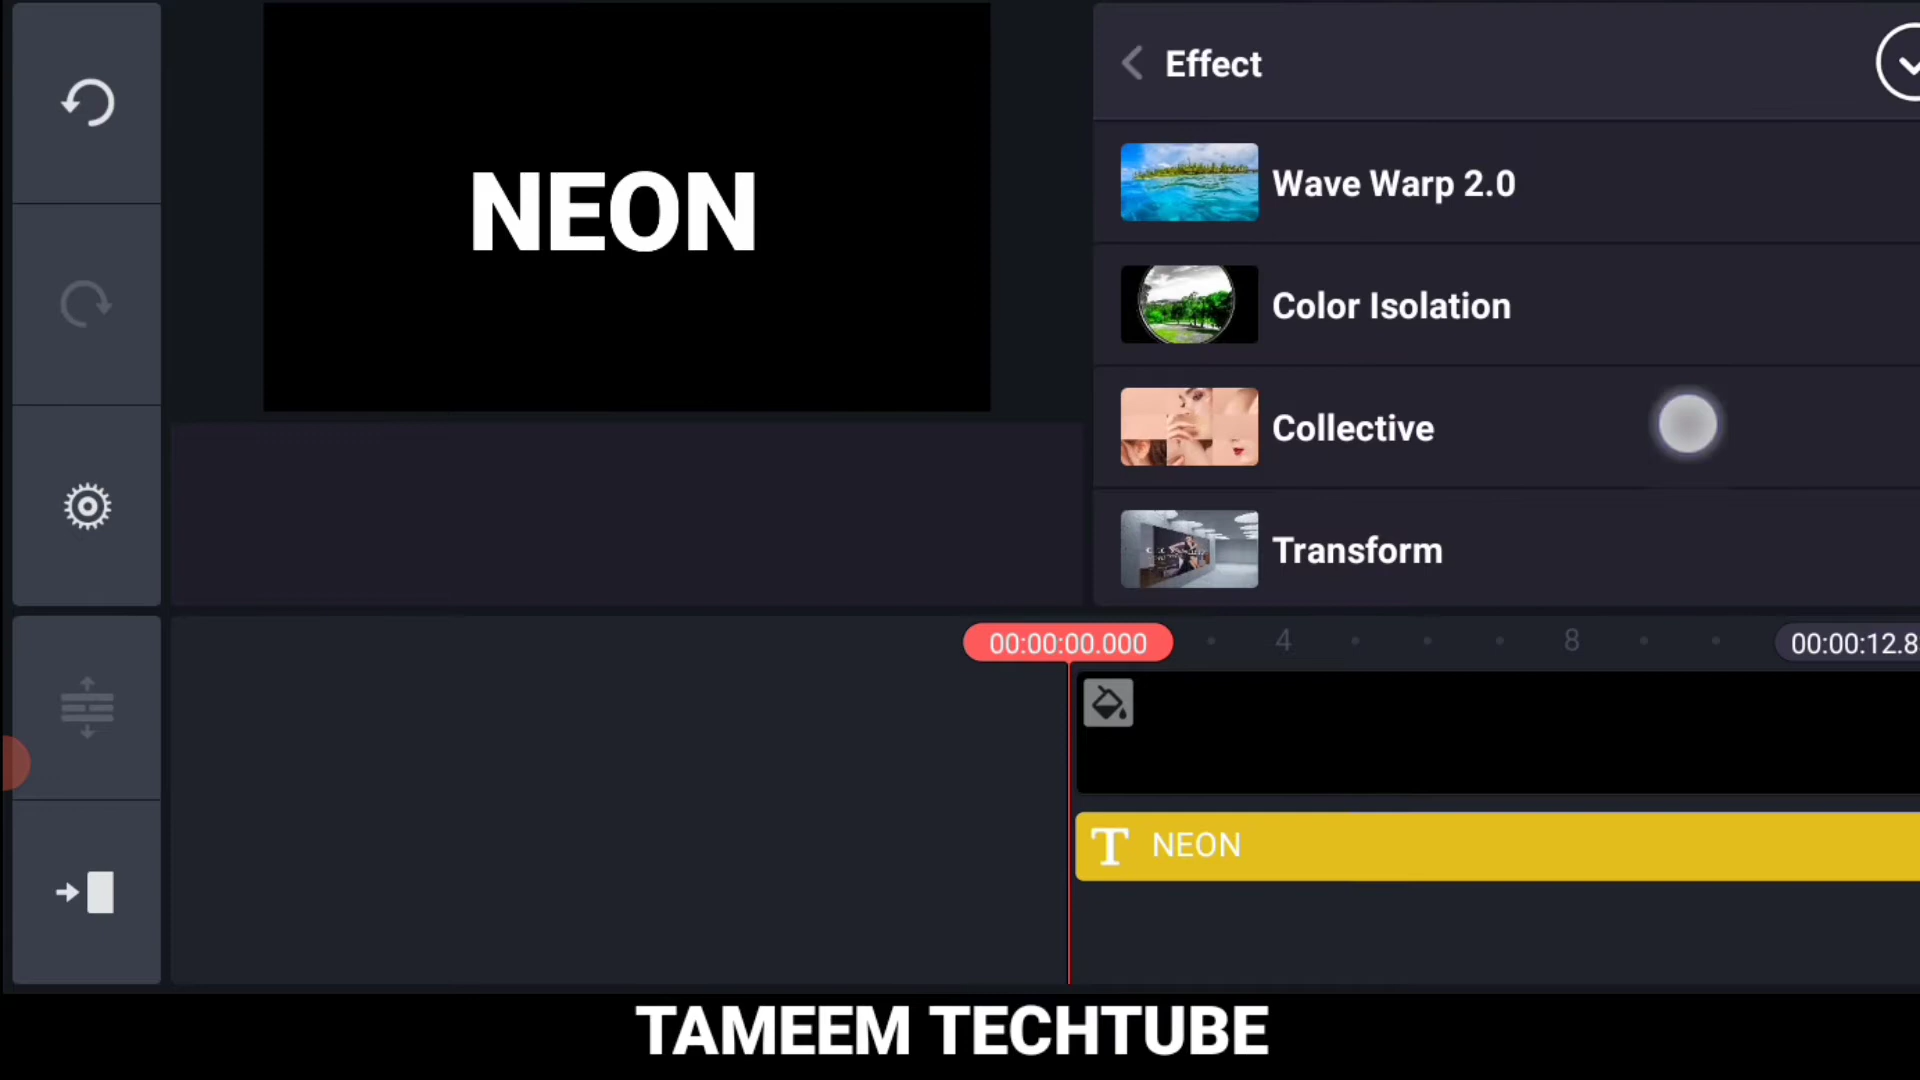 Effect
NEON
Wave Warp 2.0
Color Isolation
Collective
Transform
00:00:00.000
4
8
00:00:12.8
T NEON
TAMEEM TECHTUBE